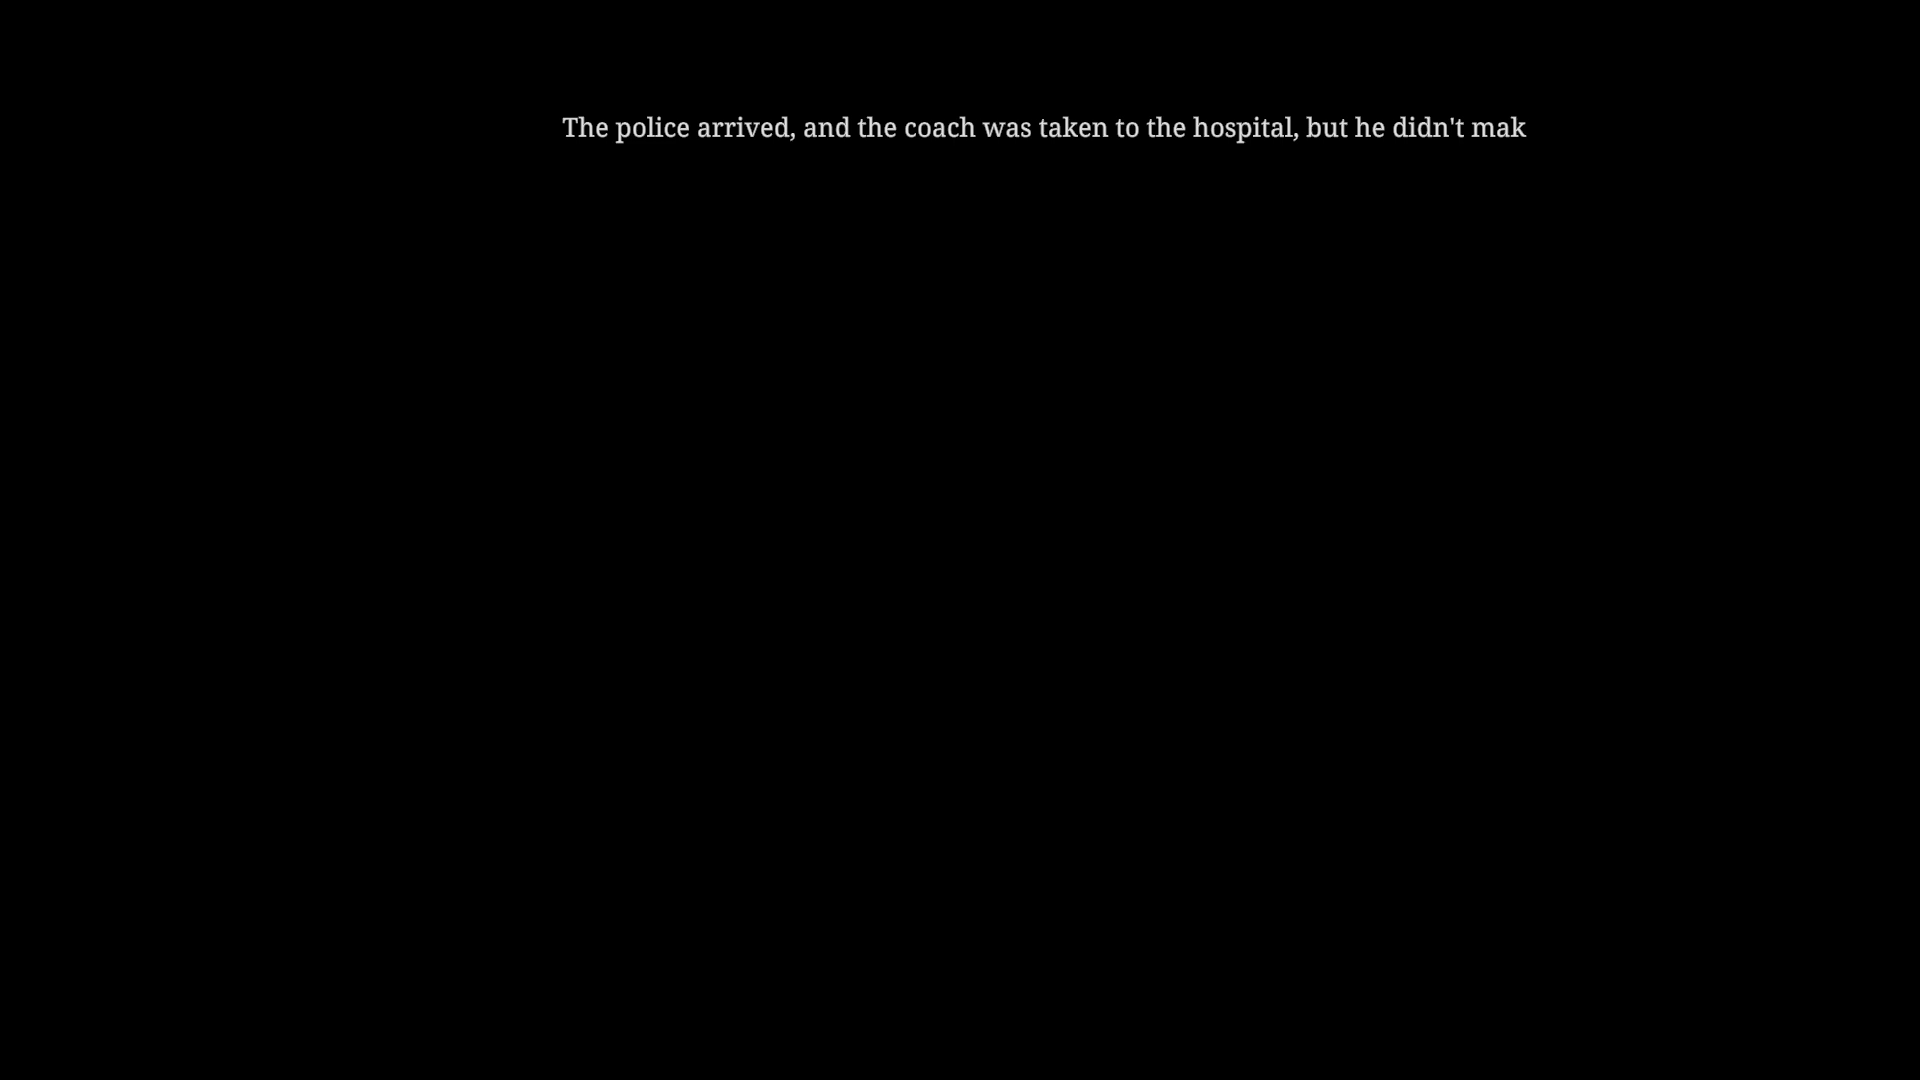 The police arrived, and the coach was taken to the hospital, but he didn't mak